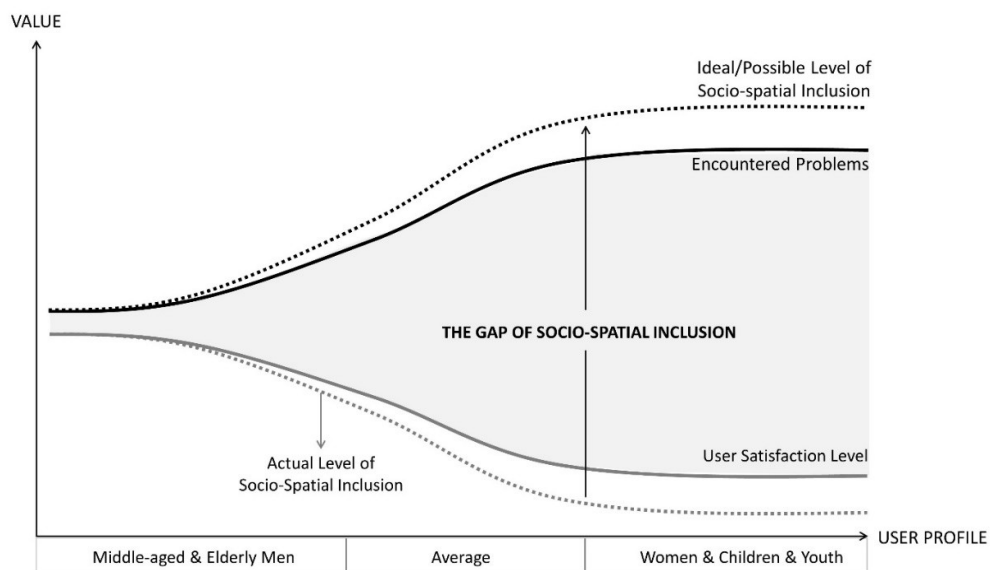 VALUE
Ideal/Possible Level of
Socio-spatial Inclusion
Encountered Problems
THE GAP OF SOCIO-SPATIAL INCLUSION
User Satisfaction Level
Actual Level of
Socio-Spatial Inclusion
USER PROFILE
Middle-aged & Elderly Men
Average
Women & Children & Youth